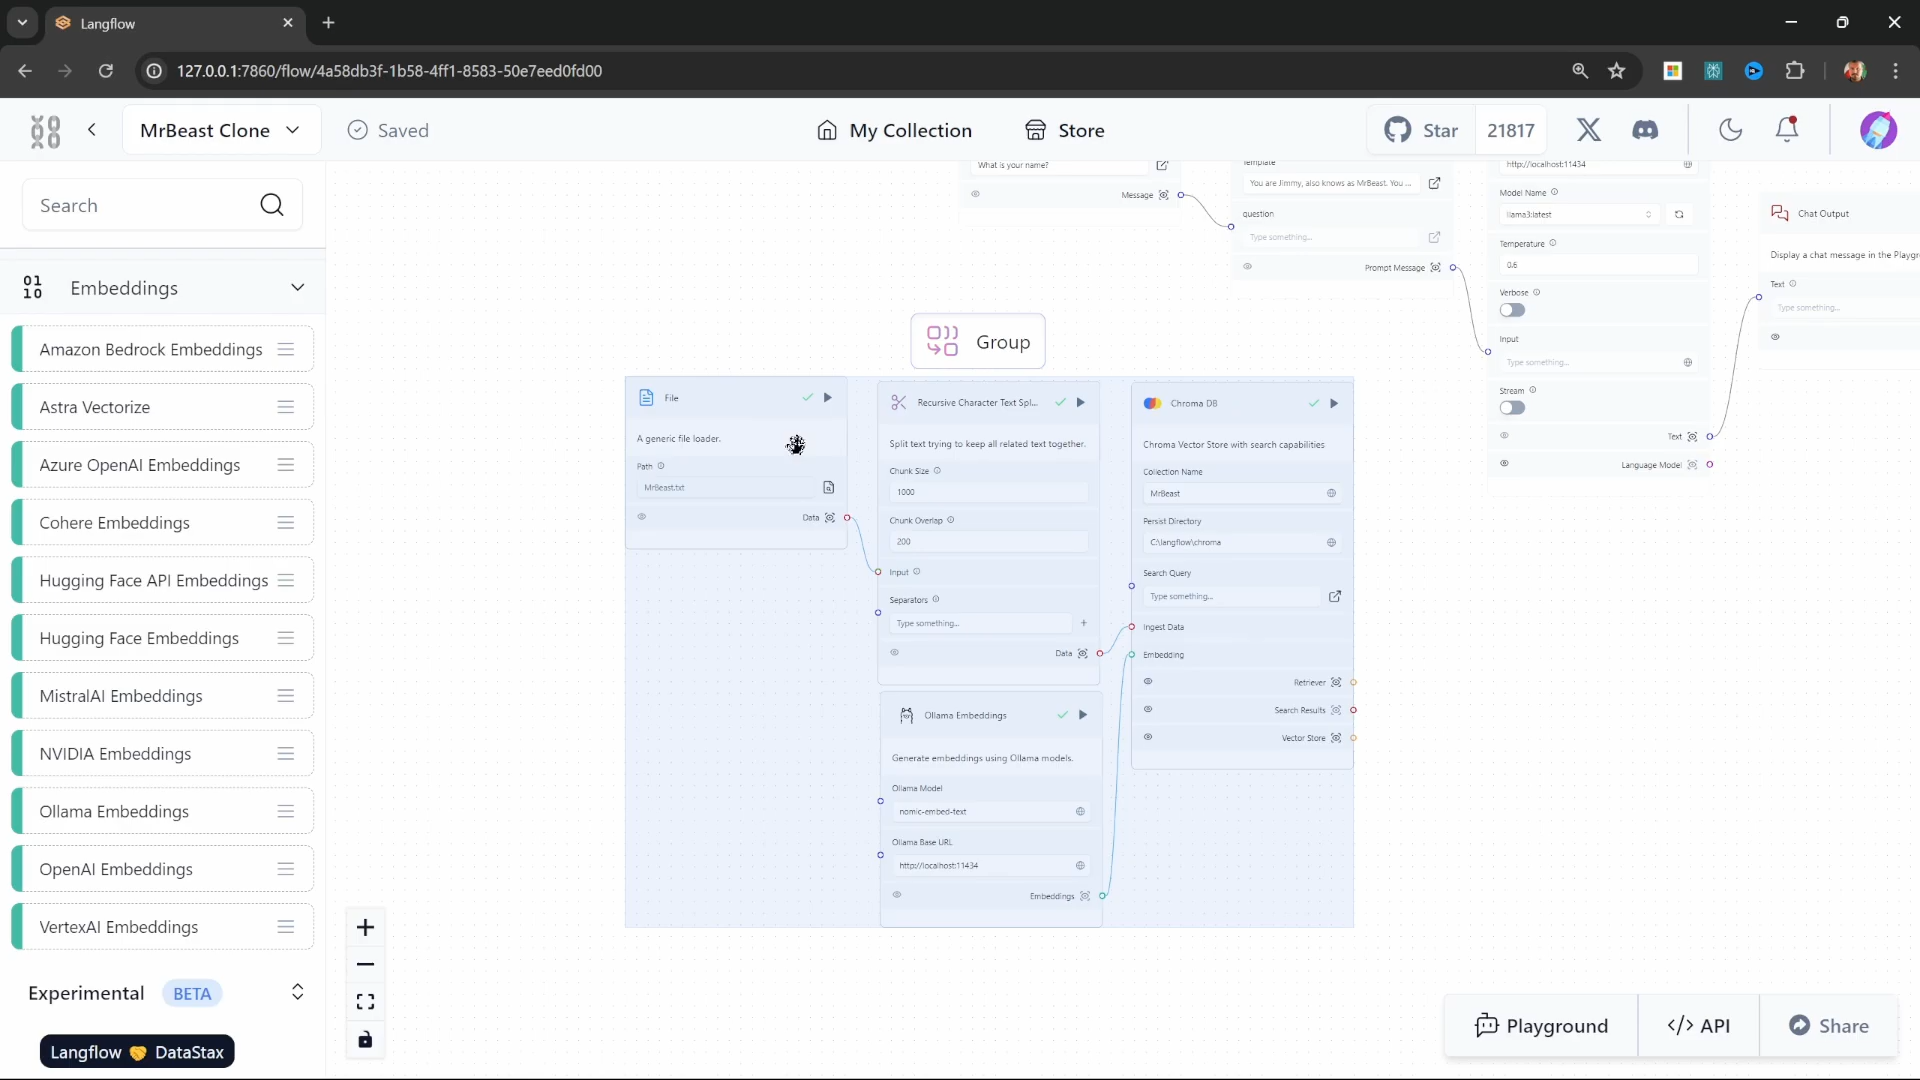 Langflow
127.0.0.1:7860/flow/4a58db3f-1b58-4ff1-8583-50e7eed0fd00
MrBeast Clone
Saved
My Collection
Store
Star
21817
Search
01
10
Embeddings
Amazon Bedrock Embeddings
Astra Vectorize
Azure OpenAI Embeddings
Cohere Embeddings
Hugging Face API Embeddings
Hugging Face Embeddings
MistralAI Embeddings
NVIDIA Embeddings
Ollama Embeddings
OpenAI Embeddings
VertexAI Embeddings
Experimental BETA
Langflow 🤝 DataStax
What is your name?
Message
Template
You are Jimmy, also knows as MrBeast. You ...
question
Type something...
Prompt Message
http://localhost:11434
Model Name
llama3:latest
Temperature
0.6
Verbose
Input
Type something...
Stream
Text
Language Model
Chat Output
Display a chat message in the Playgr
Text
Type something...
Group
File
A generic file loader.
Path
MrBeast.txt
Data
Recursive Character Text Spl...
Split text trying to keep all related text together.
Chunk Size
1000
Chunk Overlap
200
Input
Separators
Type something...
Data
Ollama Embeddings
Generate embeddings using Ollama models.
Ollama Model
nomic-embed-text
Ollama Base URL
http://localhost:11434
Embeddings
Chroma DB
Chroma Vector Store with search capabilities
Collection Name
MrBeast
Persist Directory
C:\langflow\chroma
Search Query
Type something...
Ingest Data
Embedding
Retriever
Search Results
Vector Store
Playground
</> API
Share